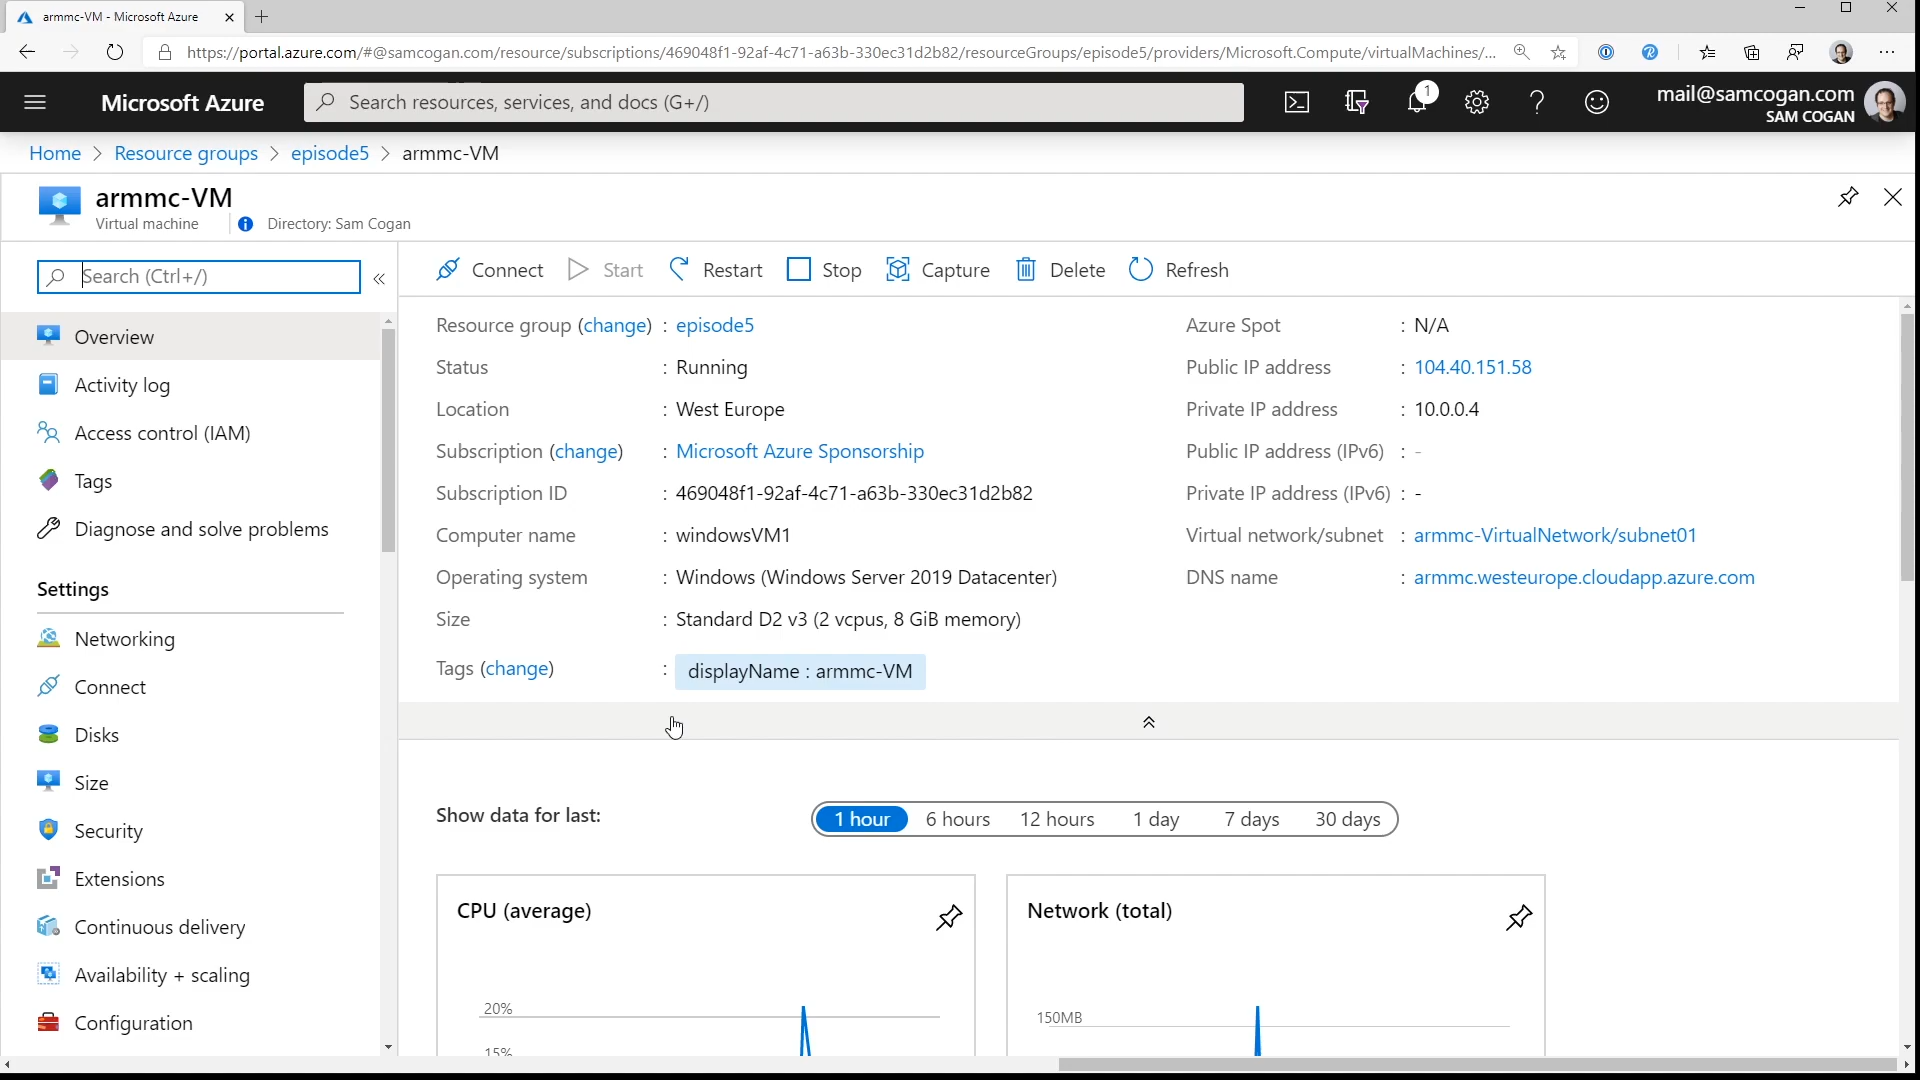 armmc-VM - Microsoft Azure
https://portal.azure.com/#@samcogan.com/resource/subscriptions/469048f1-92af-4c71-a63b-330ec31d2b82/resourceGroups/episode5/providers/Microsoft.Compute/virtualMachines/...
Microsoft Azure
Search resources, services, and docs (G+/)
1
mail@samcogan.com
SAM COGAN
Home > Resource groups > episode5 > armmc-VM
armmc-VM
Virtual machine
Directory: Sam Cogan
Search (Ctrl+/)
«
Connect Start Restart Stop Capture Delete Refresh
Overview
Activity log
Access control (IAM)
Tags
Diagnose and solve problems
Settings
Networking
Connect
Disks
Size
Security
Extensions
Continuous delivery
Availability + scaling
Configuration
Resource group (change) : episode5
Status : Running
Location : West Europe
Subscription (change) : Microsoft Azure Sponsorship
Subscription ID : 469048f1-92af-4c71-a63b-330ec31d2b82
Computer name : windowsVM1
Operating system : Windows (Windows Server 2019 Datacenter)
Size : Standard D2 v3 (2 vcpus, 8 GiB memory)
Tags (change) : displayName : armmc-VM
Azure Spot : N/A
Public IP address : 104.40.151.58
Private IP address : 10.0.0.4
Public IP address (IPv6) : -
Private IP address (IPv6) : -
Virtual network/subnet : armmc-VirtualNetwork/subnet01
DNS name : armmc.westeurope.cloudapp.azure.com
Show data for last: 1 hour 6 hours 12 hours 1 day 7 days 30 days
CPU (average)
20%
15%
Network (total)
150MB